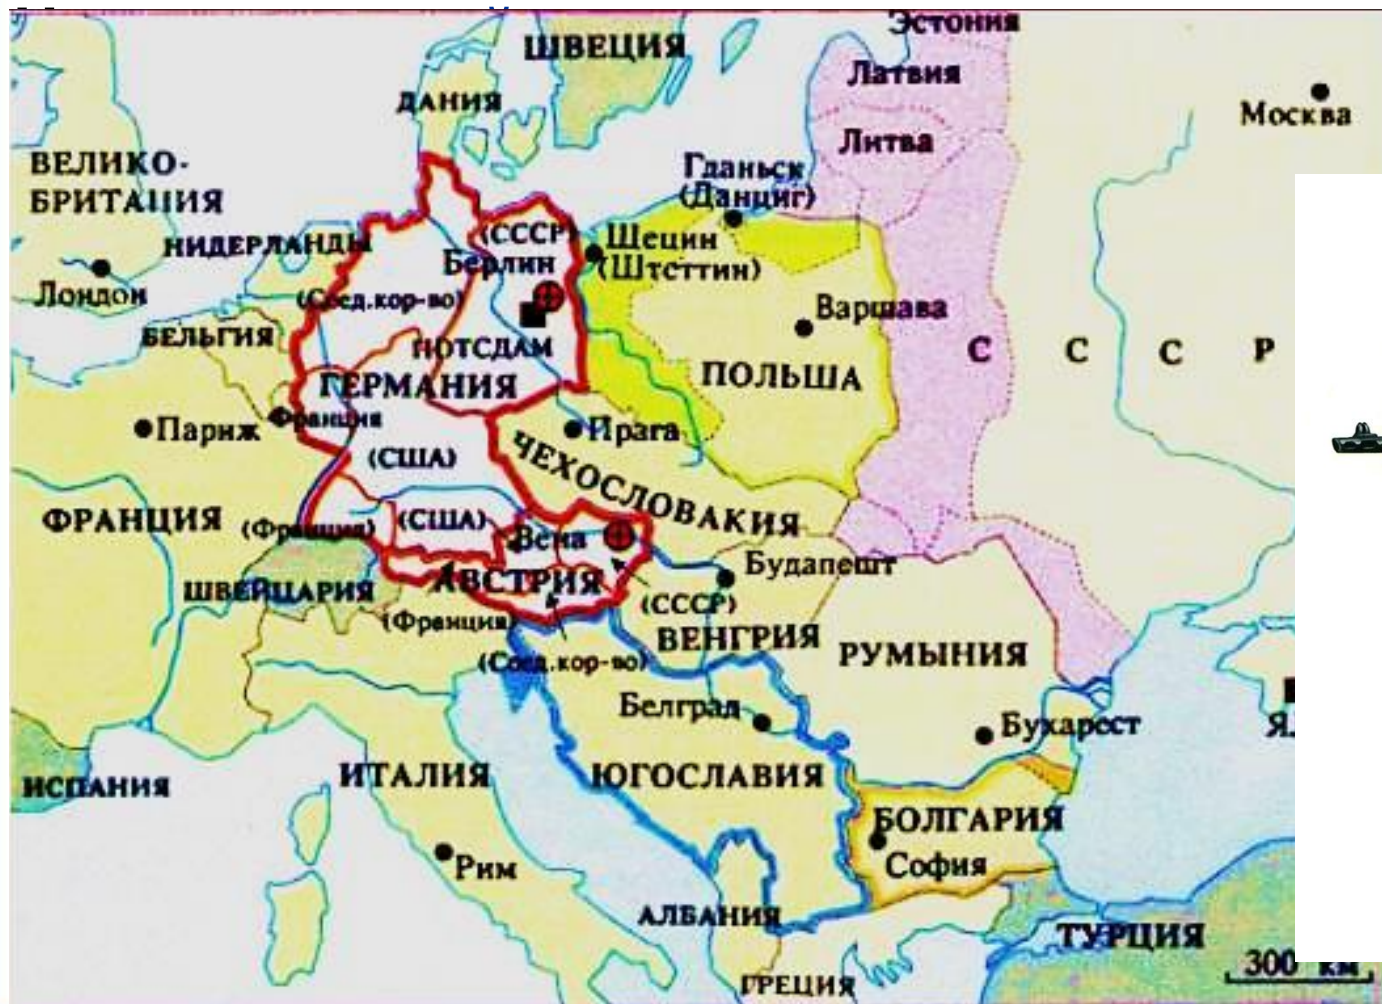 Эстония
ШВЕЦИЯ
Латвия
ДАНИЯ
Москва
Литва
ВЕЛИКО-
БРИТАНИЯ
Гданьск
(Данциг)
НИДЕРЛАНДЫ
(СССР)
Шецин
(Штеттин)
Берлин
Лондон
(Соед.кор-во)
Варшава
БЕЛЬГИЯ
ПОТСДАМ
С С С Р
ПОЛЬША
ГЕРМАНИЯ
Франция
Париж
Прага
(США)
ЧЕХОСЛОВАКИЯ
ФРАНЦИЯ
(Франция)
(США)
Вена
Будапешт
АВСТРИЯ
ШВЕЙЦАРИЯ
(СССР)
(Франция)
ВЕНГРИЯ
РУМЫНИЯ
(Соед.кор-во)
Белград
Бухарест
ИСПАНИЯ
ИТАЛИЯ
ЮГОСЛАВИЯ
БОЛГАРИЯ
София
Рим
АЛБАНИЯ
ТУРЦИЯ
300 км
ГРЕЦИЯ